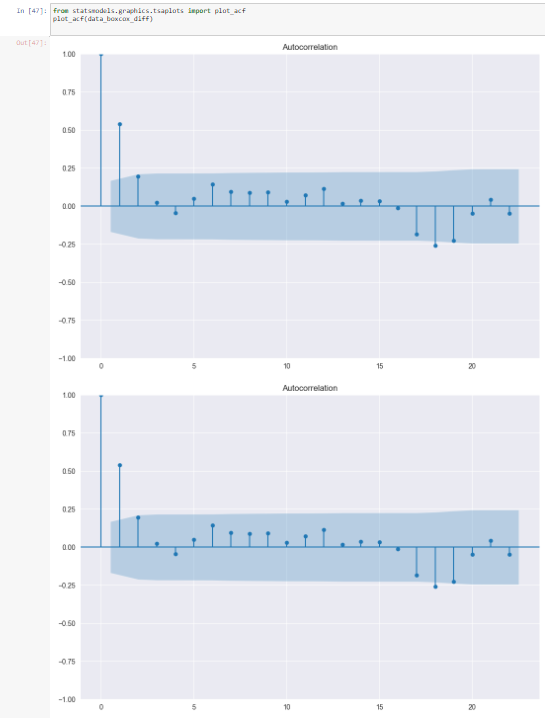 In [47]: from statsmodels.graphics.tsaplots import plot_acf
plot_acf(data_boxcox_diff)
Out[47]:
Autocorrelation
1.00
0.75
0.50
0.25
0.00
−0.25
−0.50
−0.75
−1.00
0 5 10 15 20
Autocorrelation
1.00
0.75
0.50
0.25
0.00
−0.25
−0.50
−0.75
−1.00
0 5 10 15 20